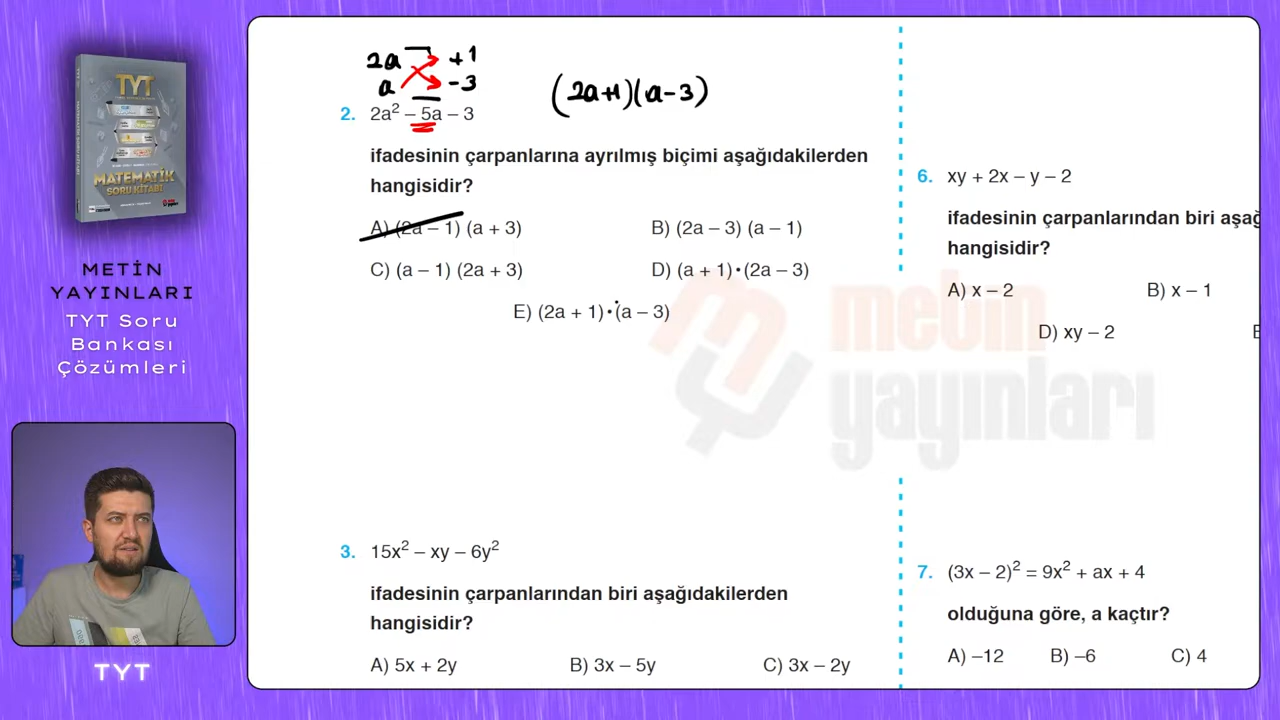 TYT
MATEMATİK
SORU KİTABI
METİN
YAYINLARI
TYT Soru
Bankası
Çözümleri
TYT
2a +1
a -3
(2a+1)(a-3)
2. 2a² – 5a – 3
ifadesinin çarpanlarına ayrılmış biçimi aşağıdakilerden
hangisidir?
A) (2a – 1) (a + 3) B) (2a – 3) (a – 1)
C) (a – 1) (2a + 3) D) (a + 1)•(2a – 3)
E) (2a + 1)•(a – 3)
3. 15x² – xy – 6y²
ifadesinin çarpanlarından biri aşağıdakilerden
hangisidir?
A) 5x + 2y B) 3x – 5y C) 3x – 2y
6. xy + 2x – y – 2
ifadesinin çarpanlarından biri aşağ
hangisidir?
A) x – 2 B) x – 1
D) xy – 2 E
7. (3x – 2)² = 9x² + ax + 4
olduğuna göre, a kaçtır?
A) –12 B) –6 C) 4
metin
yayınları